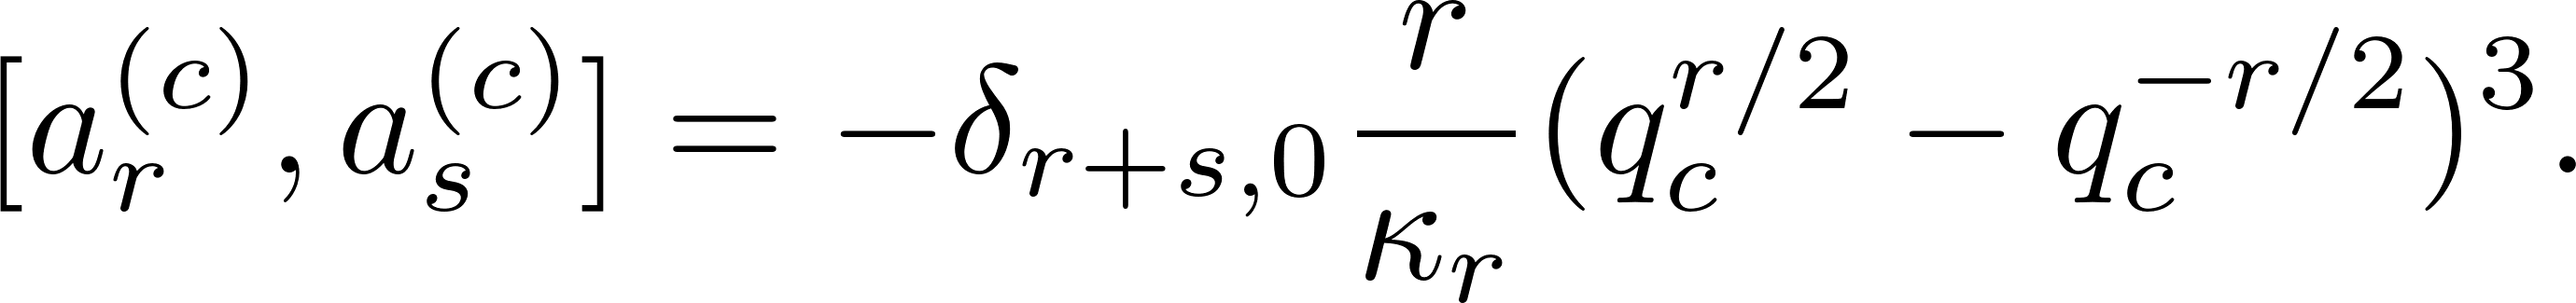 [a_r^{(c)}, a_s^{(c)}] = -\delta_{r+s,0} \frac{r}{\kappa_r} (q_c^{r/2} - q_c^{-r/2})^3.